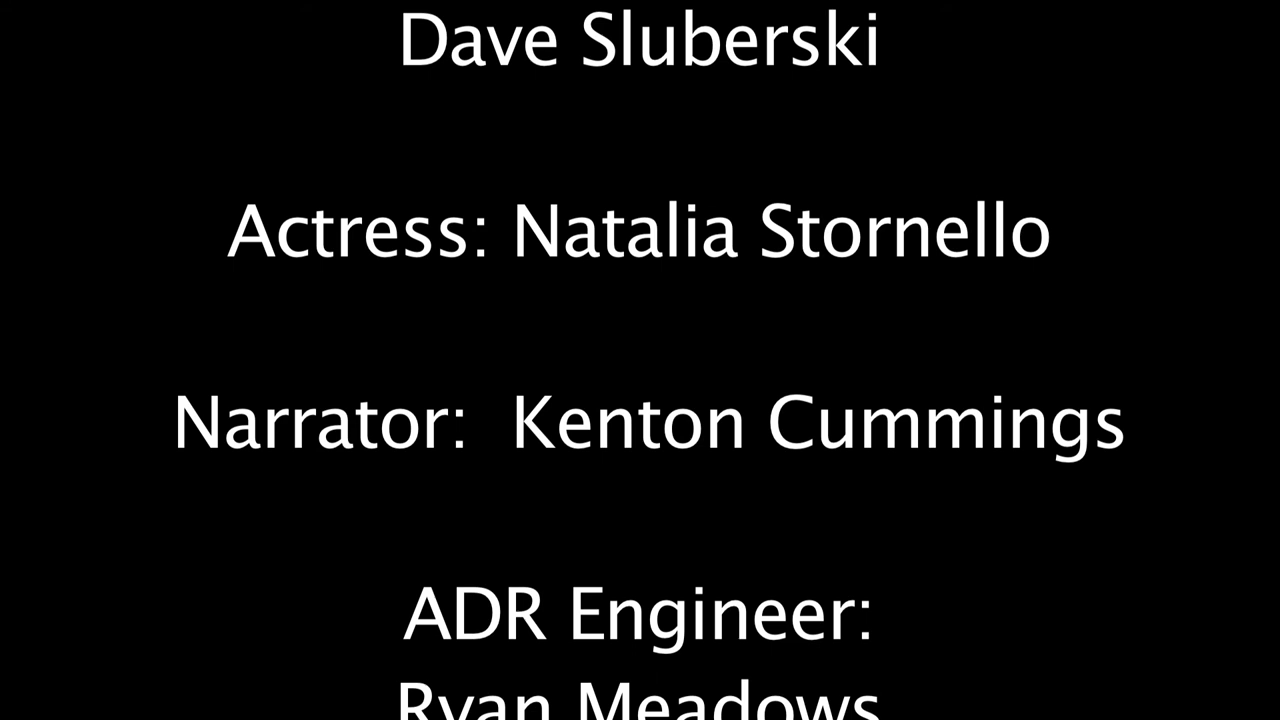 Dave Sluberski
Actress: Natalia Stornello
Narrator:  Kenton Cummings
ADR Engineer:
Ryan Meadows